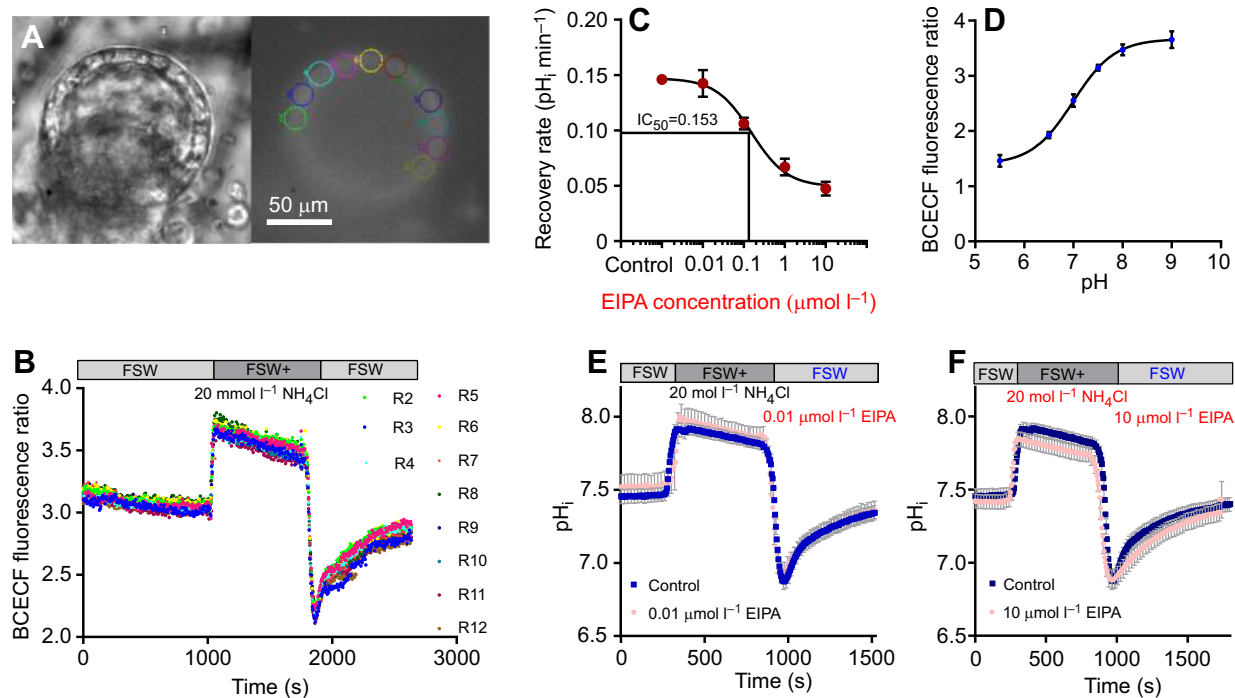 A
50 μm
C
Recovery rate (pHi min–1)
0.20
0.15
0.10
0.05
0
IC50=0.153
Control 0.01 0.1 1 10
EIPA concentration (μmol l–1)
D
BCECF fluorescence ratio
4
3
2
1
0
5 6 7 8 9 10
pH
B
FSW FSW+ FSW
20 mmol l–1 NH4Cl
BCECF fluorescence ratio
4.0
3.5
3.0
2.5
2.0
0 1000 2000 3000
Time (s)
R2
R3
R4
R5
R6
R7
R8
R9
R10
R11
R12
E
FSW FSW+ FSW
20 mmol l–1 NH4Cl
0.01 μmol l–1 EIPA
pHi
8.0
7.5
7.0
6.5
Control
0.01 μmol l–1 EIPA
0 500 1000 1500
Time (s)
F
FSW FSW+ FSW
20 mol l–1 NH4Cl
10 μmol l–1 EIPA
pHi
8.0
7.5
7.0
6.5
Control
10 μmol l–1 EIPA
0 500 1000 1500
Time (s)